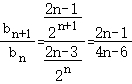 b_{n+1}/b_n = ((2n-1)/2^{n+1})/((2n-3)/2^n) = (2n-1)/(4n-6)